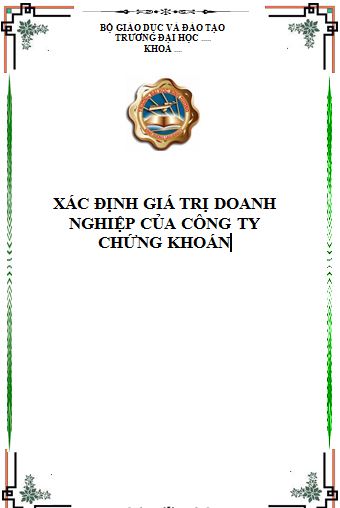 BỘ GIÁO DỤC VÀ ĐÀO TẠO
TRƯỜNG ĐẠI HỌC .....
KHOA ....
XÁC ĐỊNH GIÁ TRỊ DOANH
NGHIỆP CỦA CÔNG TY
CHỨNG KHOÁN